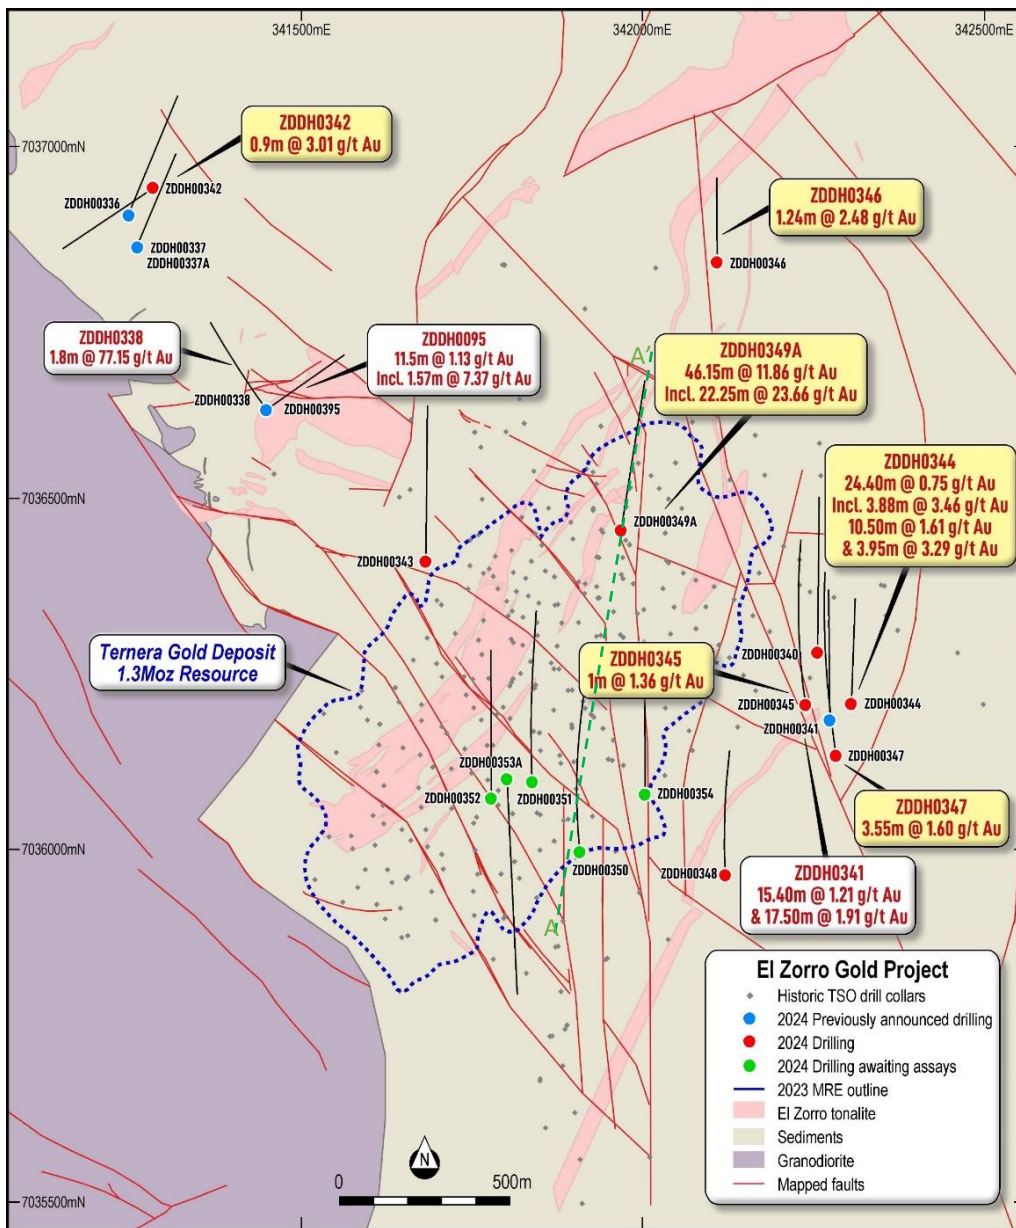 341500mE
342000mE
342500mE
7037000mN
7036500mN
7036000mN
7035500mN
ZDDH0342
0.9m @ 3.01 g/t Au
ZDDH00342
ZDDH00336
ZDDH00337
ZDDH00337A
ZDDH0346
1.24m @ 2.48 g/t Au
ZDDH00346
ZDDH0338
1.8m @ 77.15 g/t Au
ZDDH0095
11.5m @ 1.13 g/t Au
Incl. 1.57m @ 7.37 g/t Au
ZDDH00338
ZDDH00395
A'
ZDDH0349A
46.15m @ 11.86 g/t Au
Incl. 22.25m @ 23.66 g/t Au
ZDDH00349A
ZDDH0344
24.40m @ 0.75 g/t Au
Incl. 3.88m @ 3.46 g/t Au
10.50m @ 1.61 g/t Au
& 3.95m @ 3.29 g/t Au
ZDDH00343
Ternera Gold Deposit
1.3Moz Resource
ZDDH0345
1m @ 1.36 g/t Au
ZDDH00340
ZDDH00345
ZDDH00344
ZDDH00341
ZDDH00347
ZDDH00353A
ZDDH00352
ZDDH00351
ZDDH00354
ZDDH00350
ZDDH00348
A
ZDDH0347
3.55m @ 1.60 g/t Au
ZDDH0341
15.40m @ 1.21 g/t Au
& 17.50m @ 1.91 g/t Au
El Zorro Gold Project
Historic TSO drill collars
2024 Previously announced drilling
2024 Drilling
2024 Drilling awaiting assays
2023 MRE outline
El Zorro tonalite
Sediments
Granodiorite
Mapped faults
N
0
500m